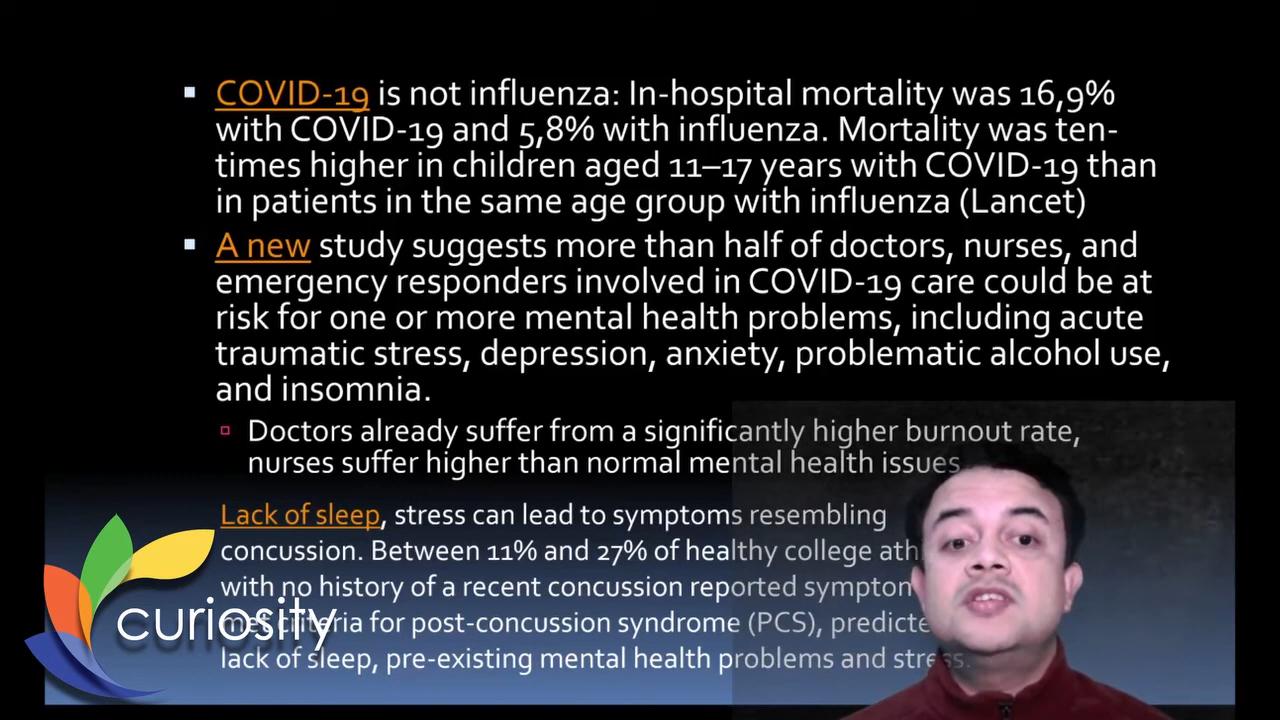 COVID-19 is not influenza: In-hospital mortality was 16,9%
with COVID-19 and 5,8% with influenza. Mortality was ten-
times higher in children aged 11–17 years with COVID-19 than
in patients in the same age group with influenza (Lancet)
A new study suggests more than half of doctors, nurses, and
emergency responders involved in COVID-19 care could be at
risk for one or more mental health problems, including acute
traumatic stress, depression, anxiety, problematic alcohol use,
and insomnia.
Doctors already suffer from a significantly higher burnout rate,
nurses suffer higher than normal mental health issues.
Lack of sleep, stress can lead to symptoms resembling
concussion. Between 11% and 27% of healthy college
with no history of a recent concussion reported
met criteria for post-concussion syndrome (PCS),
lack of sleep, pre-existing mental health problems and stress.
curiosity